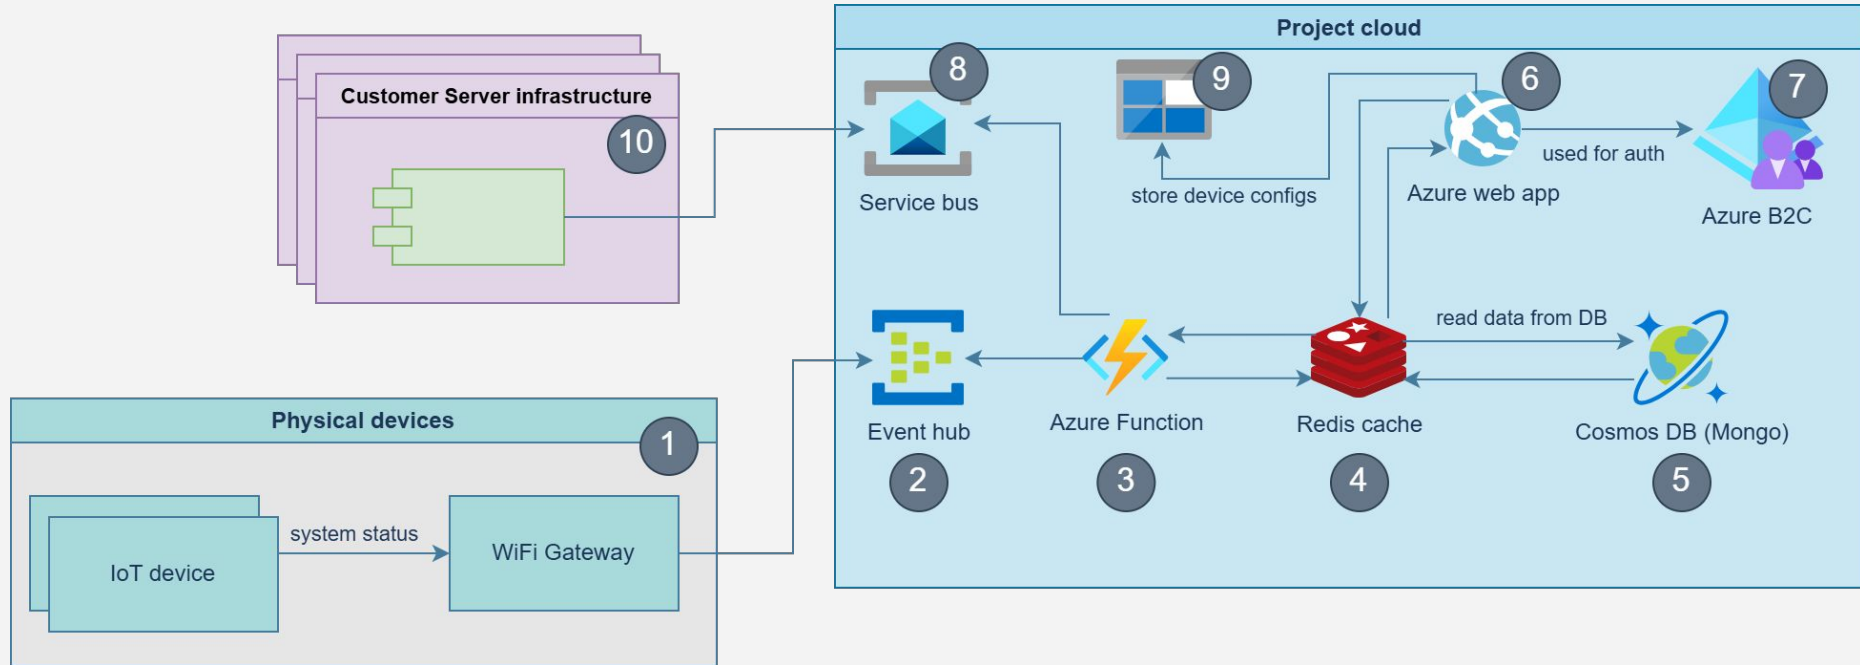 Project cloud
8
9
6
7
Customer Server infrastructure
10
used for auth
store device configs
Azure web app
Service bus
Azure B2C
read data from DB
Event hub
Azure Function
Redis cache
Cosmos DB (Mongo)
2
3
4
5
Physical devices
1
system status
IoT device
WiFi Gateway